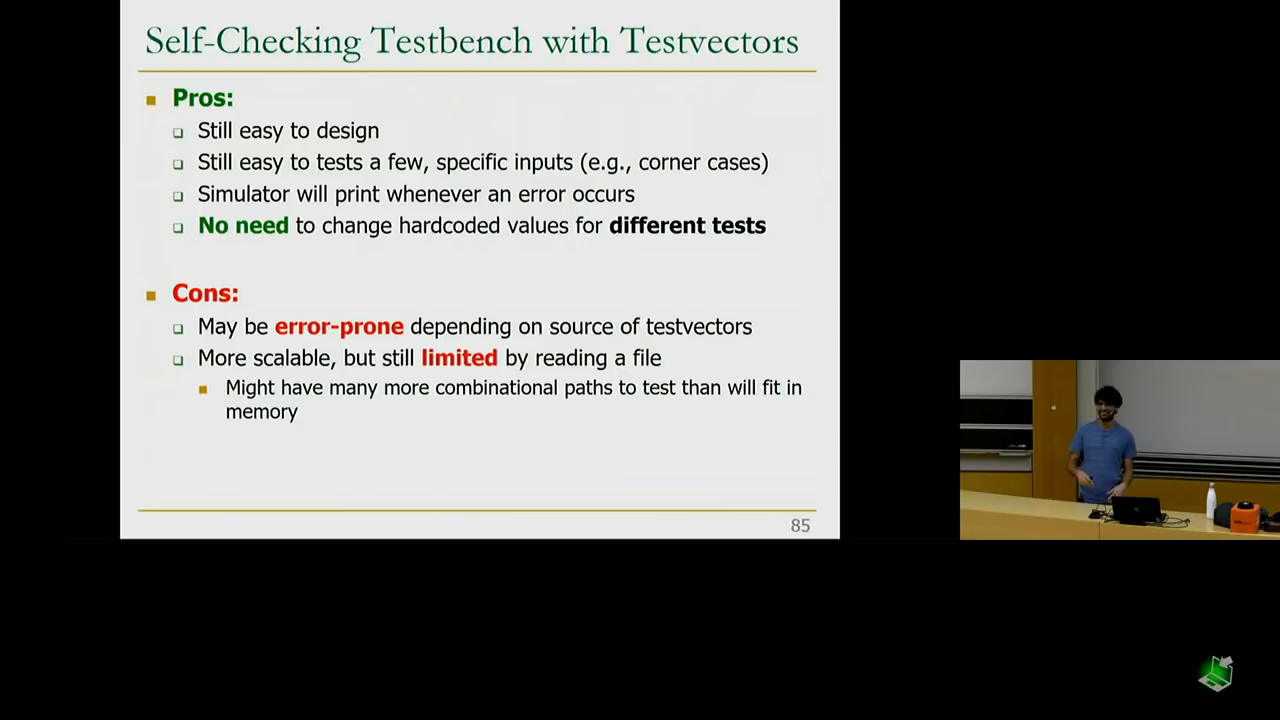 Self-Checking Testbench with Testvectors
Pros:
Still easy to design
Still easy to tests a few, specific inputs (e.g., corner cases)
Simulator will print whenever an error occurs
No need to change hardcoded values for different tests
Cons:
May be error-prone depending on source of testvectors
More scalable, but still limited by reading a file
Might have many more combinational paths to test than will fit in
memory
85